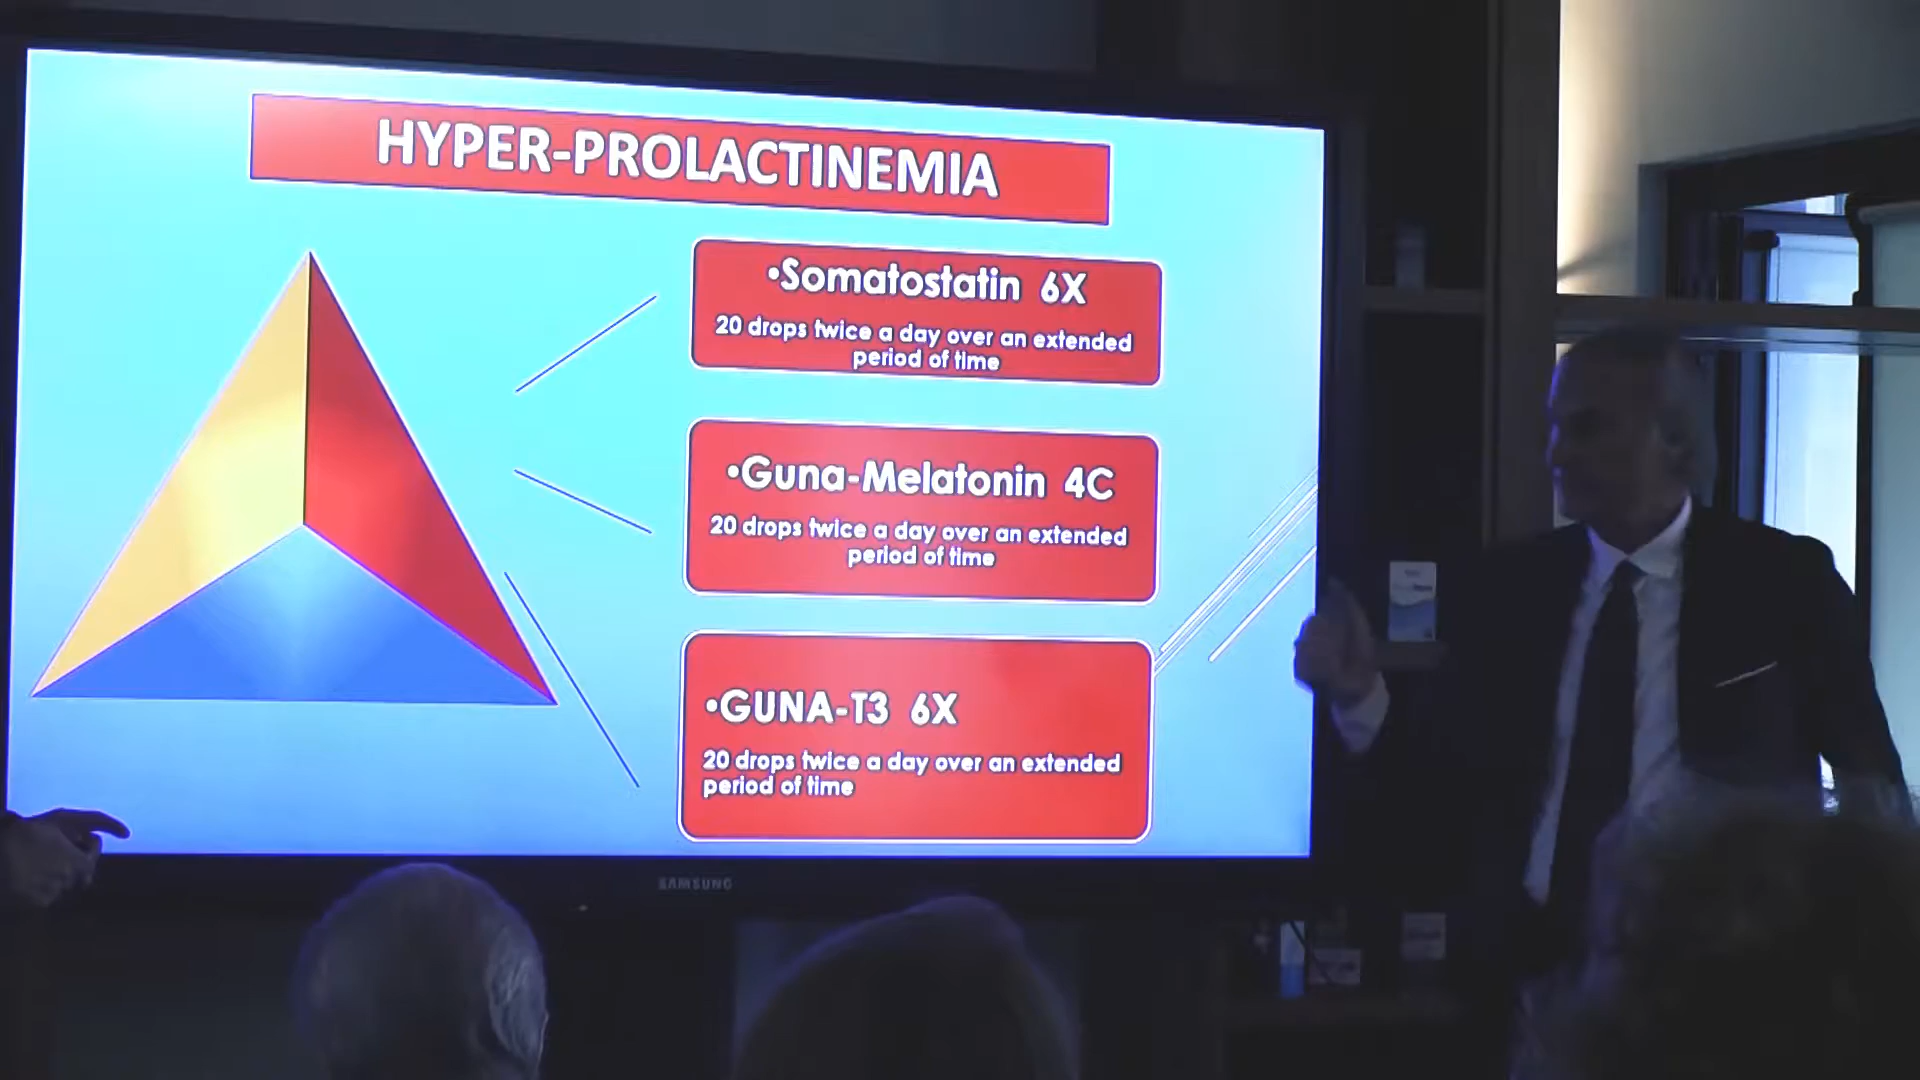 HYPER-PROLACTINEMIA
•Somatostatin 6X
20 drops twice a day over an extended
period of time
•Guna-Melatonin 4C
20 drops twice a day over an extended
period of time
•GUNA-T3 6X
20 drops twice a day over an extended
period of time
SAMSUNG